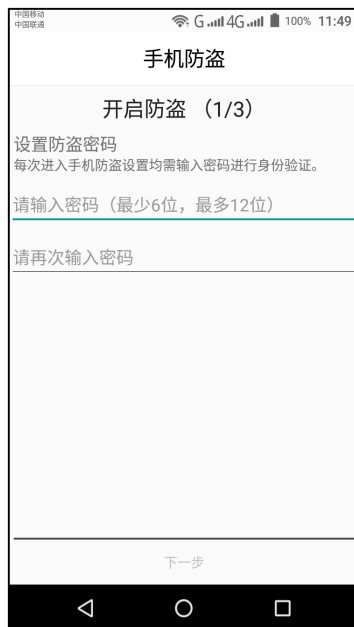 中国移动
中国联通
G 4G 100% 11:49
手机防盗
开启防盗 （1/3）
设置防盗密码
每次进入手机防盗设置均需输入密码进行身份验证。
请输入密码（最少6位，最多12位）
请再次输入密码
下一步